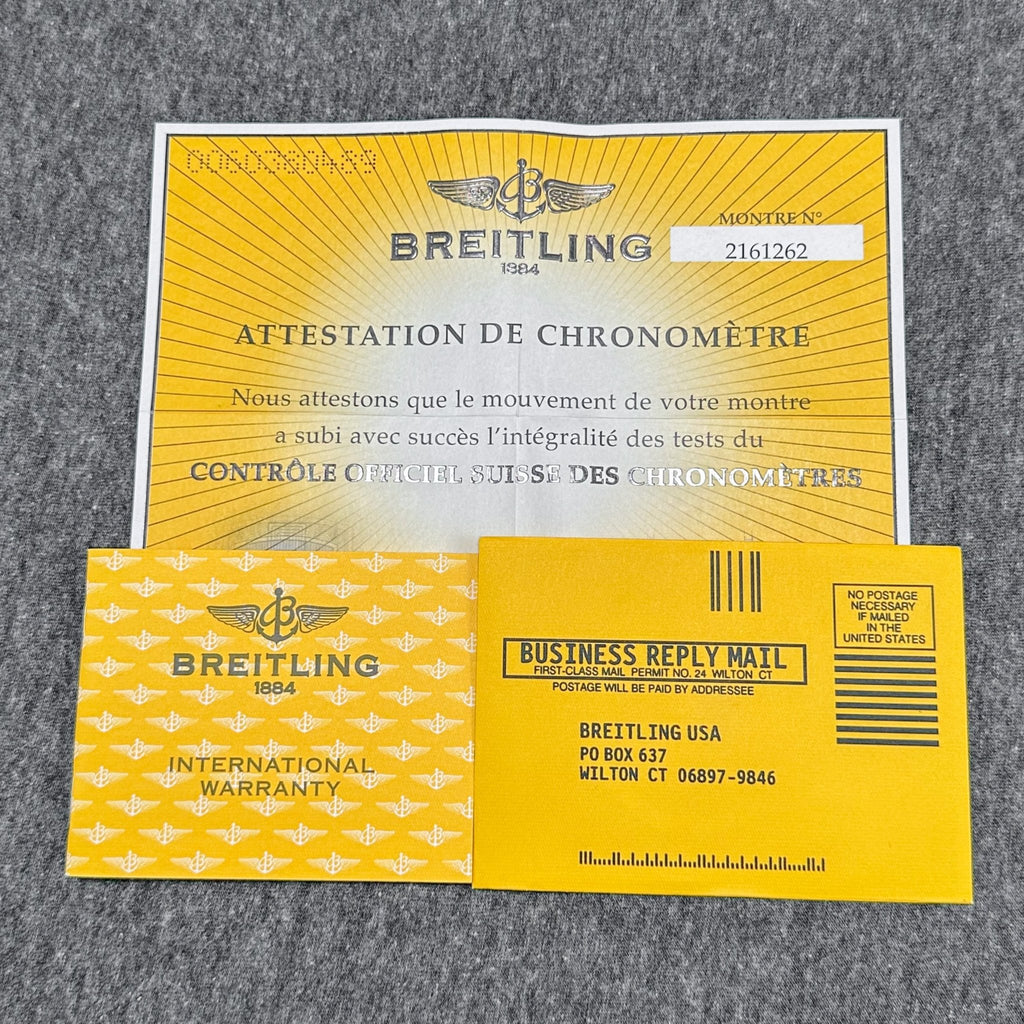 0060380469
BREITLING
1884
MONTRE N°
2161262
ATTESTATION DE CHRONOMÈTRE
Nous attestons que le mouvement de votre montre
a subi avec succès l'intégralité des tests du
CONTRÔLE OFFICIEL SUISSE DES CHRONOMÈTRES
BREITLING
1884
INTERNATIONAL
WARRANTY
NO POSTAGE
NECESSARY
IF MAILED
IN THE
UNITED STATES
BUSINESS REPLY MAIL
FIRST-CLASS MAIL PERMIT NO. 24 WILTON CT
POSTAGE WILL BE PAID BY ADDRESSEE
BREITLING USA
PO BOX 637
WILTON CT 06897-9846